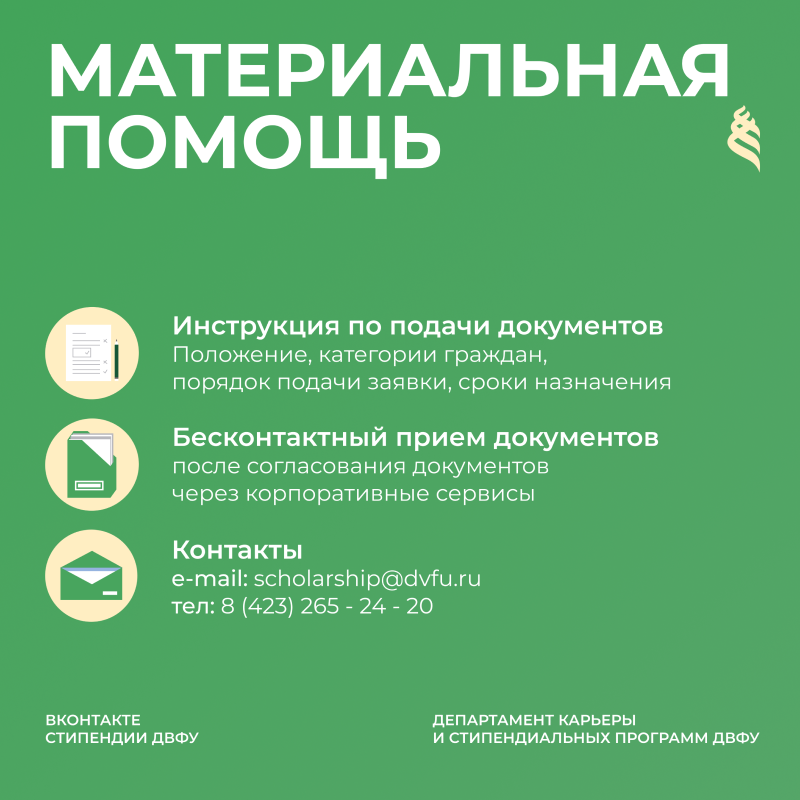 МАТЕРИАЛЬНАЯ
ПОМОЩЬ
Инструкция по подачи документов
Положение, категории граждан,
порядок подачи заявки, сроки назначения
Бесконтактный прием документов
после согласования документов
через корпоративные сервисы
Контакты
e-mail: scholarship@dvfu.ru
тел: 8 (423) 265 - 24 - 20
ВКОНТАКТЕ
СТИПЕНДИИ ДВФУ
ДЕПАРТАМЕНТ КАРЬЕРЫ
И СТИПЕНДИАЛЬНЫХ ПРОГРАММ ДВФУ